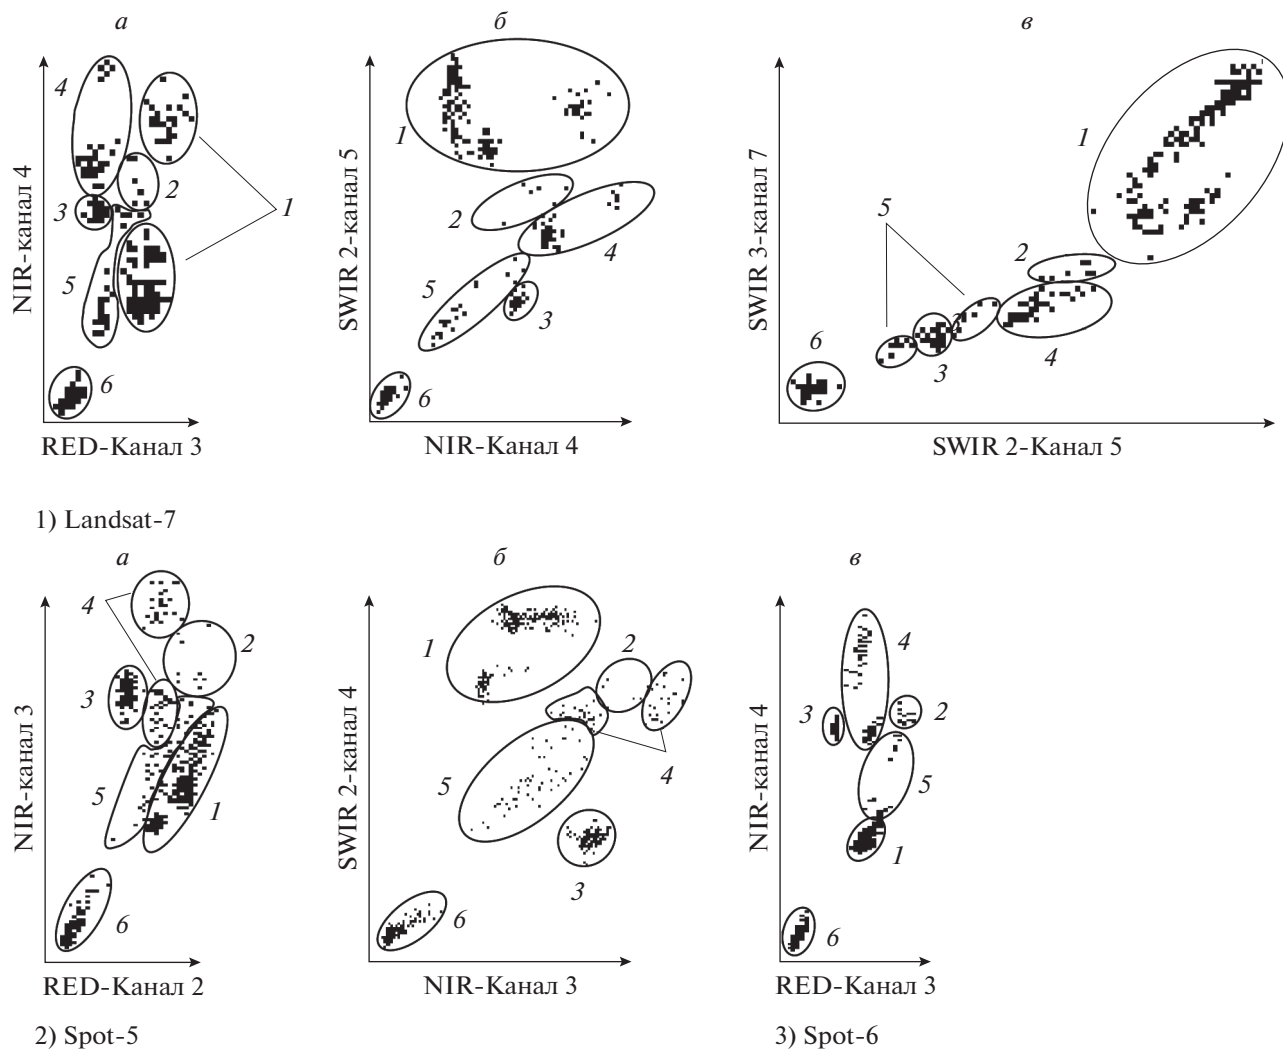 а
б
в
4
2
1
3
5
6
NIR-канал 4
RED-Канал 3
1
2
4
5
3
6
SWIR 2-канал 5
NIR-Канал 4
1
5
2
6
3
4
SWIR 3-канал 7
SWIR 2-Канал 5
1) Landsat-7
а
б
в
4
2
3
5
1
6
NIR-канал 3
RED-Канал 2
1
2
5
4
3
6
SWIR 2-канал 4
NIR-Канал 3
4
3
2
5
1
6
NIR-канал 4
RED-Канал 3
2) Spot-5
3) Spot-6